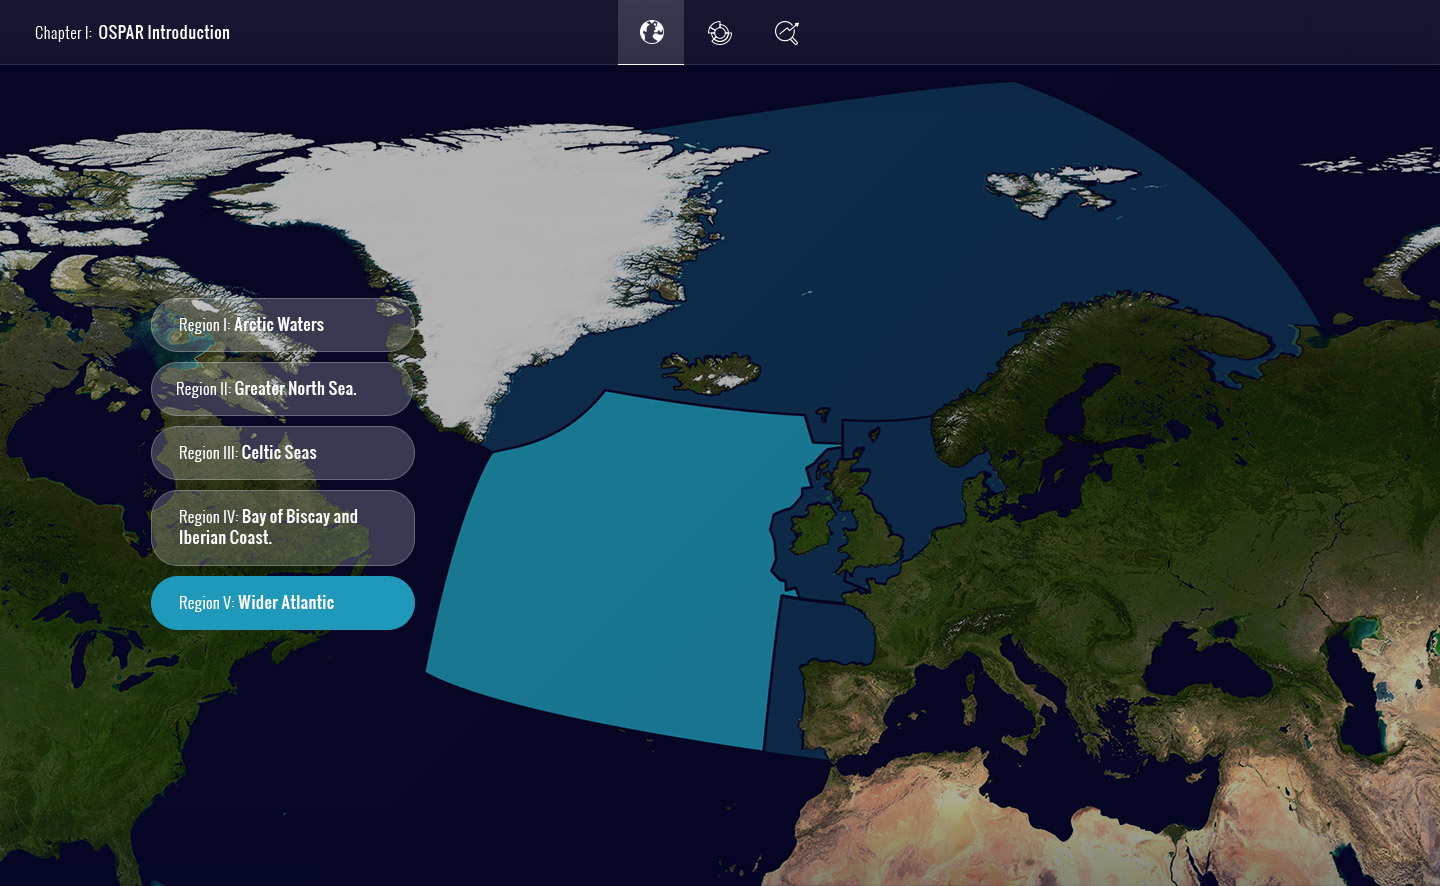 Chapter I: OSPAR Introduction
Region I: Arctic Waters
Region II: Greater North Sea.
Region III: Celtic Seas
Region IV: Bay of Biscay and
Iberian Coast.
Region V: Wider Atlantic